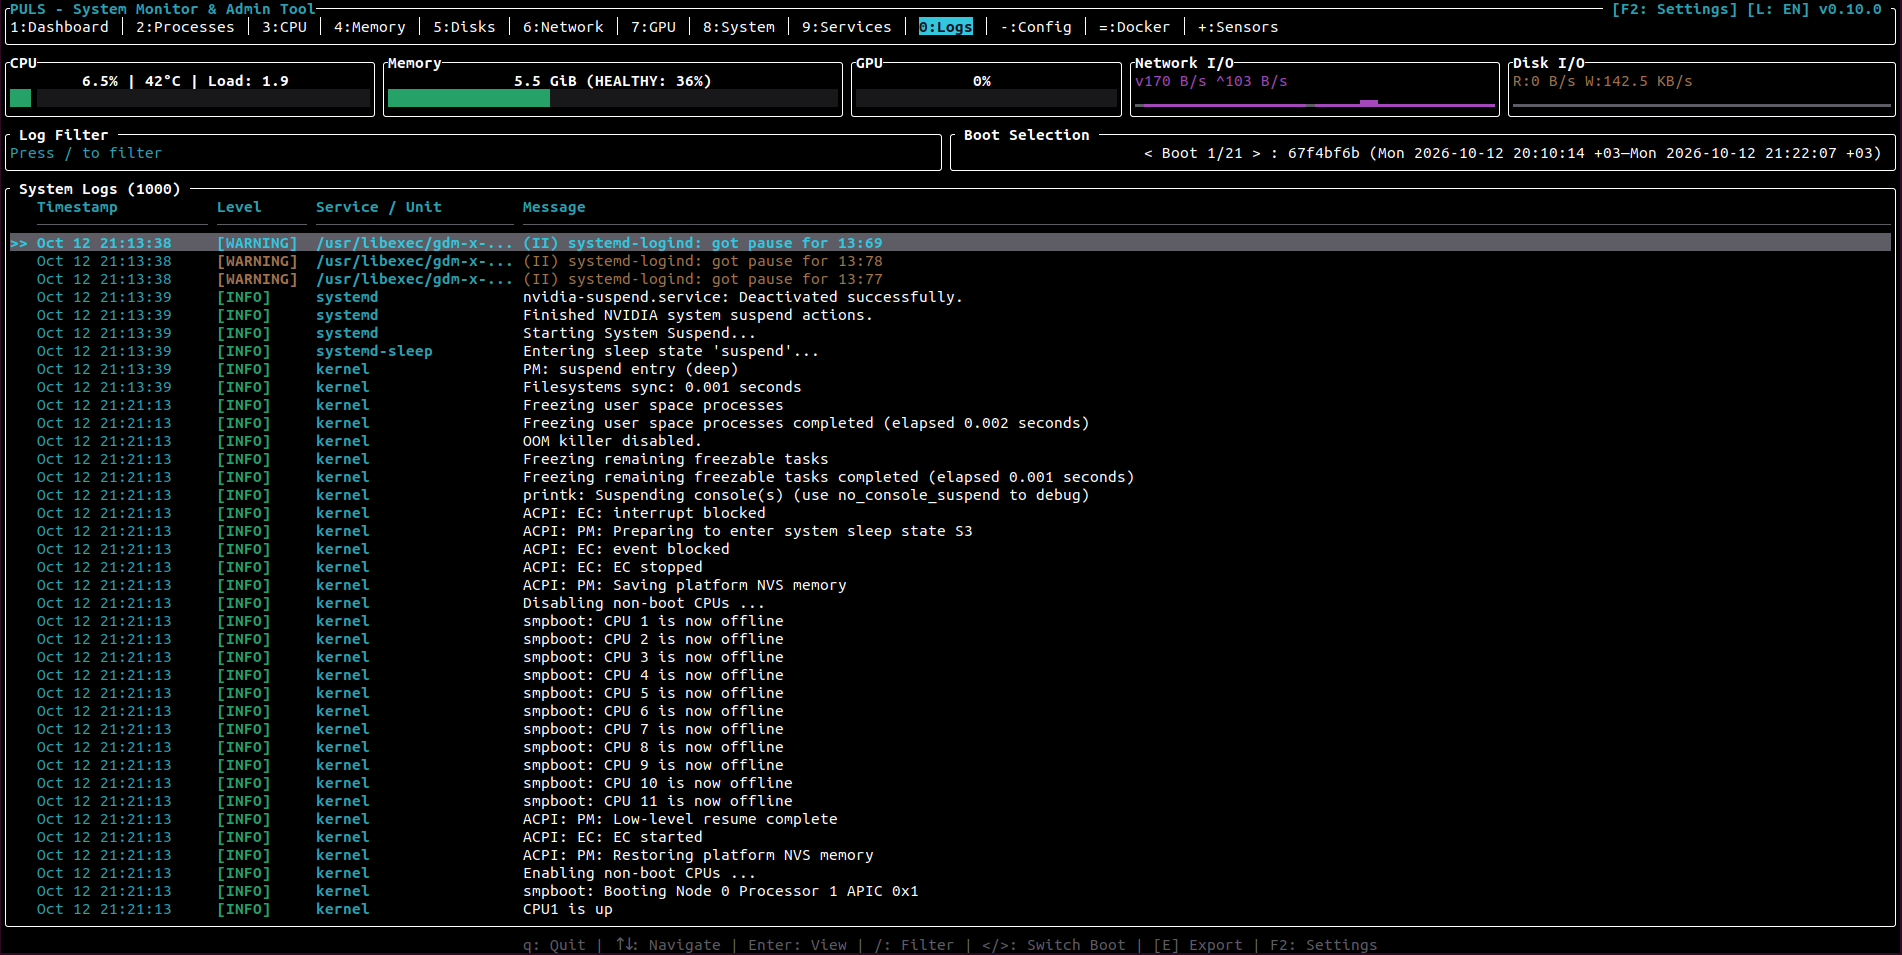 PULS - System Monitor & Admin Tool [F2: Settings] [L: EN] v0.10.0
1:Dashboard | 2:Processes | 3:CPU | 4:Memory | 5:Disks | 6:Network | 7:GPU | 8:System | 9:Services | 0:Logs | -:Config | =:Docker | +:Sensors
CPU Memory GPU Network I/O Disk I/O
6.5% | 42°C | Load: 1.9 5.5 GiB (HEALTHY: 36%) 0% v170 B/s ^103 B/s R:0 B/s W:142.5 KB/s
Log Filter Boot Selection
Press / to filter < Boot 1/21 > : 67f4bf6b (Mon 2026-10-12 20:10:14 +03—Mon 2026-10-12 21:22:07 +03)
System Logs (1000)
Timestamp Level Service / Unit Message
>> Oct 12 21:13:38 [WARNING] /usr/libexec/gdm-x-... (II) systemd-logind: got pause for 13:69
Oct 12 21:13:38 [WARNING] /usr/libexec/gdm-x-... (II) systemd-logind: got pause for 13:78
Oct 12 21:13:38 [WARNING] /usr/libexec/gdm-x-... (II) systemd-logind: got pause for 13:77
Oct 12 21:13:39 [INFO] systemd nvidia-suspend.service: Deactivated successfully.
Oct 12 21:13:39 [INFO] systemd Finished NVIDIA system suspend actions.
Oct 12 21:13:39 [INFO] systemd Starting System Suspend...
Oct 12 21:13:39 [INFO] systemd-sleep Entering sleep state 'suspend'...
Oct 12 21:13:39 [INFO] kernel PM: suspend entry (deep)
Oct 12 21:13:39 [INFO] kernel Filesystems sync: 0.001 seconds
Oct 12 21:21:13 [INFO] kernel Freezing user space processes
Oct 12 21:21:13 [INFO] kernel Freezing user space processes completed (elapsed 0.002 seconds)
Oct 12 21:21:13 [INFO] kernel OOM killer disabled.
Oct 12 21:21:13 [INFO] kernel Freezing remaining freezable tasks
Oct 12 21:21:13 [INFO] kernel Freezing remaining freezable tasks completed (elapsed 0.001 seconds)
Oct 12 21:21:13 [INFO] kernel printk: Suspending console(s) (use no_console_suspend to debug)
Oct 12 21:21:13 [INFO] kernel ACPI: EC: interrupt blocked
Oct 12 21:21:13 [INFO] kernel ACPI: PM: Preparing to enter system sleep state S3
Oct 12 21:21:13 [INFO] kernel ACPI: EC: event blocked
Oct 12 21:21:13 [INFO] kernel ACPI: EC: EC stopped
Oct 12 21:21:13 [INFO] kernel ACPI: PM: Saving platform NVS memory
Oct 12 21:21:13 [INFO] kernel Disabling non-boot CPUs ...
Oct 12 21:21:13 [INFO] kernel smpboot: CPU 1 is now offline
Oct 12 21:21:13 [INFO] kernel smpboot: CPU 2 is now offline
Oct 12 21:21:13 [INFO] kernel smpboot: CPU 3 is now offline
Oct 12 21:21:13 [INFO] kernel smpboot: CPU 4 is now offline
Oct 12 21:21:13 [INFO] kernel smpboot: CPU 5 is now offline
Oct 12 21:21:13 [INFO] kernel smpboot: CPU 6 is now offline
Oct 12 21:21:13 [INFO] kernel smpboot: CPU 7 is now offline
Oct 12 21:21:13 [INFO] kernel smpboot: CPU 8 is now offline
Oct 12 21:21:13 [INFO] kernel smpboot: CPU 9 is now offline
Oct 12 21:21:13 [INFO] kernel smpboot: CPU 10 is now offline
Oct 12 21:21:13 [INFO] kernel smpboot: CPU 11 is now offline
Oct 12 21:21:13 [INFO] kernel ACPI: PM: Low-level resume complete
Oct 12 21:21:13 [INFO] kernel ACPI: EC: EC started
Oct 12 21:21:13 [INFO] kernel ACPI: PM: Restoring platform NVS memory
Oct 12 21:21:13 [INFO] kernel Enabling non-boot CPUs ...
Oct 12 21:21:13 [INFO] kernel smpboot: Booting Node 0 Processor 1 APIC 0x1
Oct 12 21:21:13 [INFO] kernel CPU1 is up
q: Quit | ↑↓: Navigate | Enter: View | /: Filter | </>: Switch Boot | [E] Export | F2: Settings